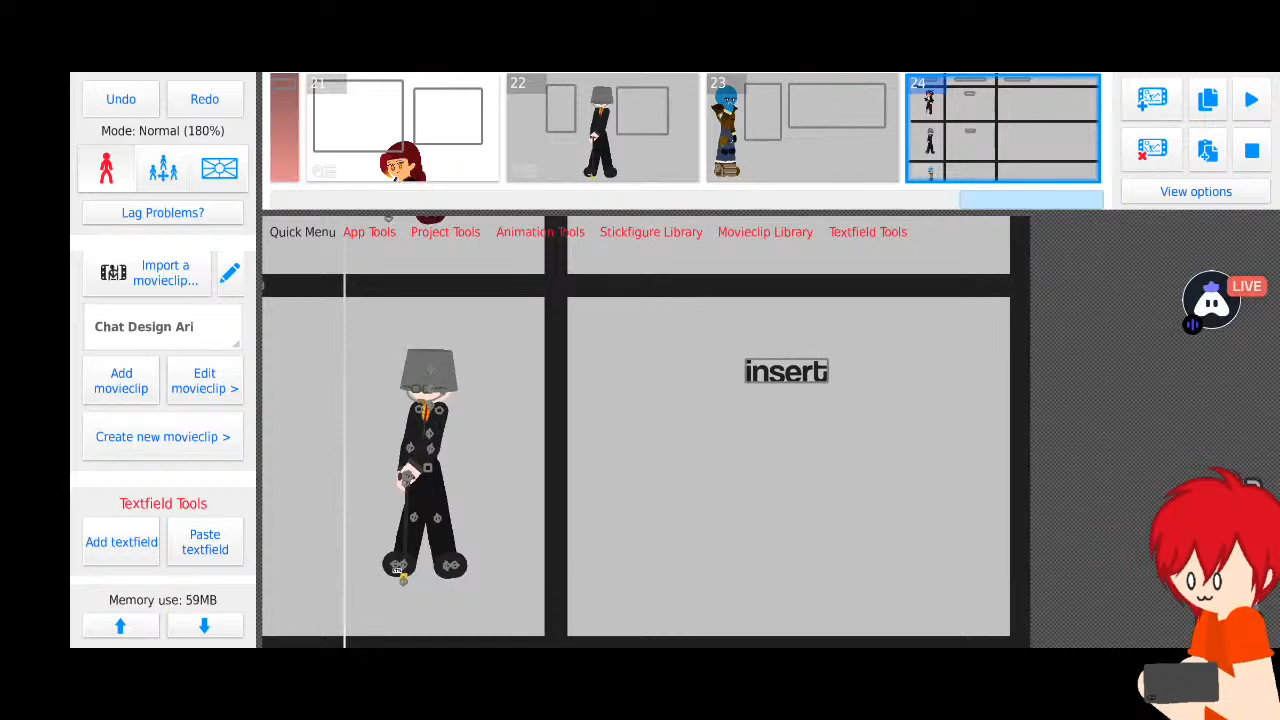 Undo
Redo
Mode: Normal (180%)
Lag Problems?
Import a
movieclip...
Chat Design Ari
Add
movieclip
Edit
movieclip >
Create new movieclip >
Textfield Tools
Add textfield
Paste
textfield
Memory use: 59MB
21
22
23
24
View options
Quick Menu App Tools Project Tools Animation Tools Stickfigure Library Movieclip Library Textfield Tools
insert
LIVE